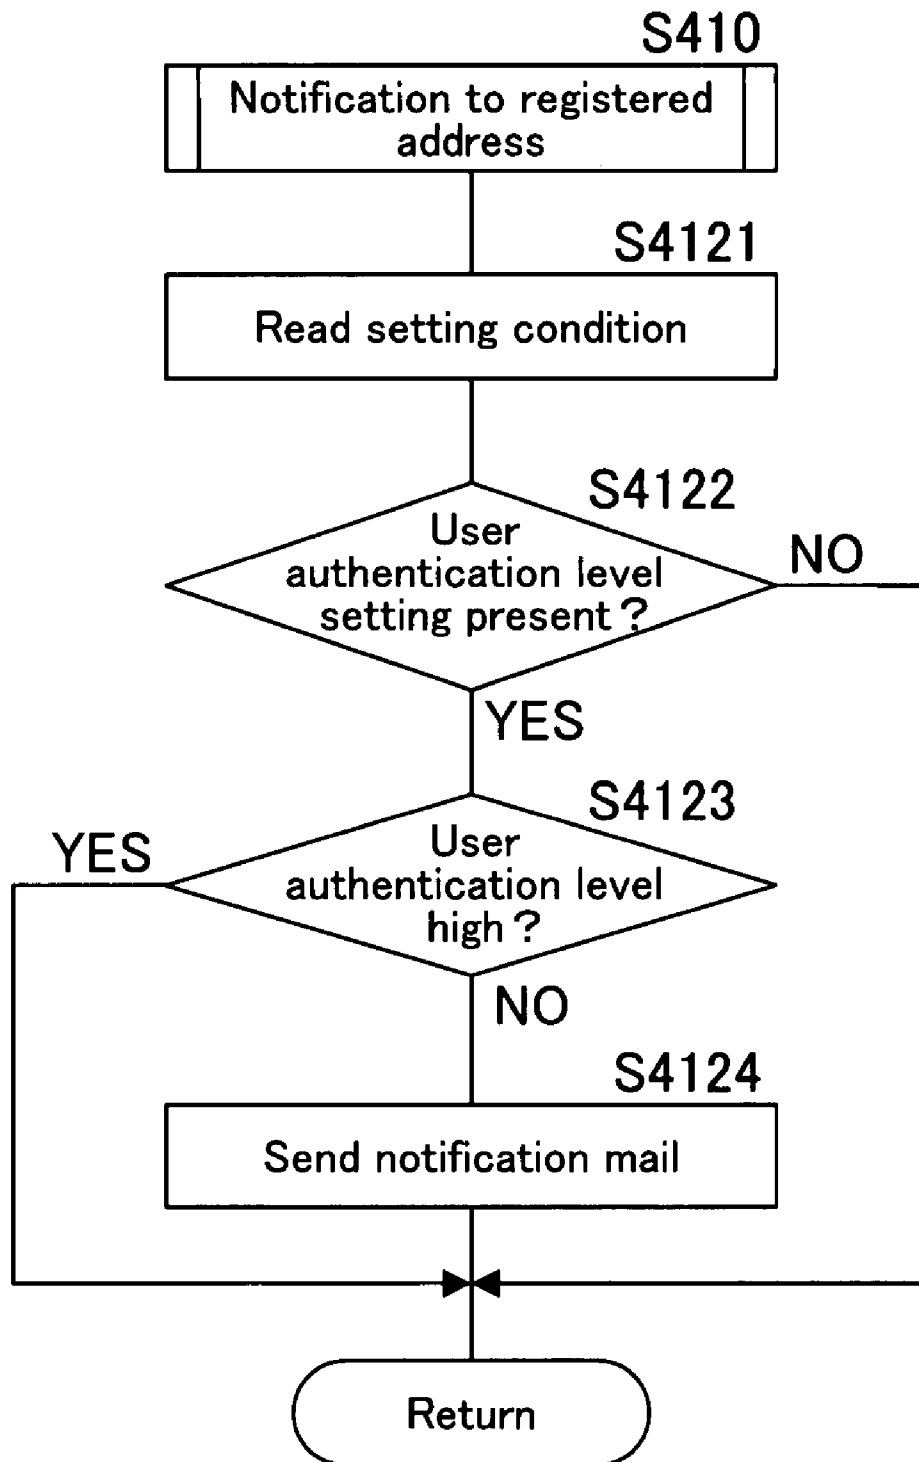 S410
Notification to registered
address
S4121
Read setting condition
S4122
User
authentication level
setting present?
NO
YES
S4123
User
authentication level
high?
YES
NO
S4124
Send notification mail
Return